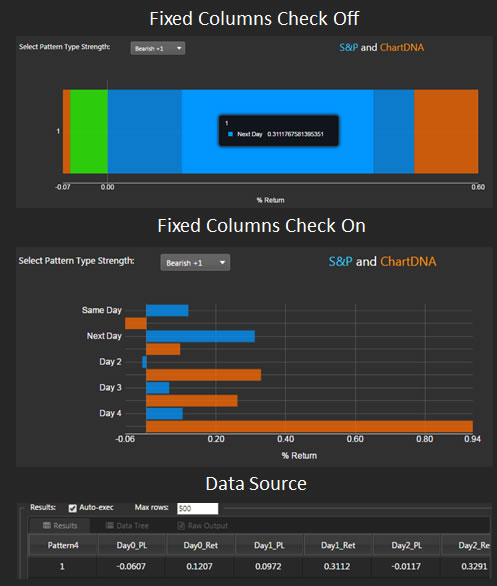 Fixed Columns Check Off
Select Pattern Type Strength: Bearish +1 S&P and ChartDNA
1
Next Day 0.3111767581395351
1
-0.07 0.00 0.60
% Return
Fixed Columns Check On
Select Pattern Type Strength: Bearish +1 S&P and ChartDNA
Same Day
Next Day
Day 2
Day 3
Day 4
-0.06 0.20 0.40 0.60 0.80 0.94
% Return
Data Source
Results: Auto-exec Max rows: 500
Results Data Tree Raw Output
Pattern4 Day0_PL Day0_Ret Day1_PL Day1_Ret Day2_PL Day2_Re
1 -0.0607 0.1207 0.0972 0.3112 -0.0117 0.3291